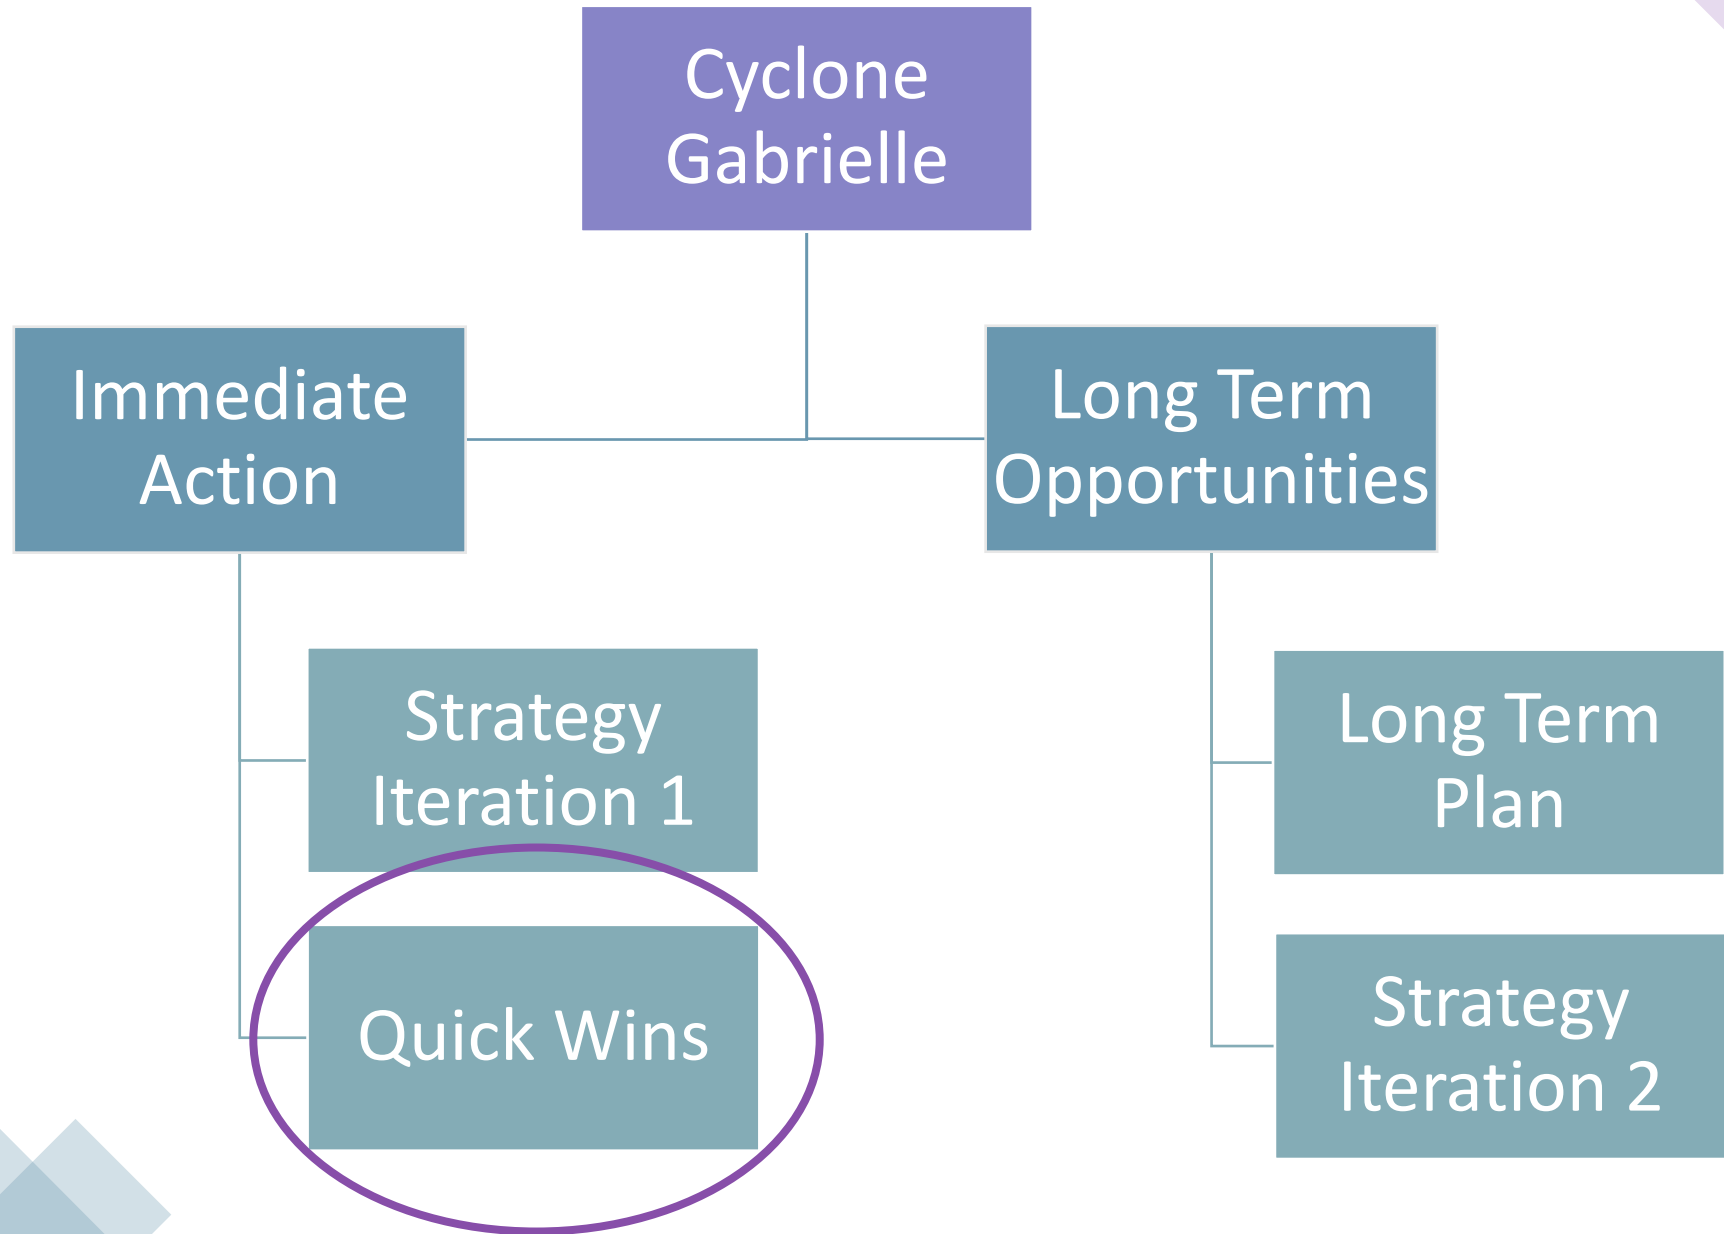 Cyclone
Gabrielle
Immediate
Action
Long Term
Opportunities
Strategy
Iteration 1
Quick Wins
Long Term
Plan
Strategy
Iteration 2